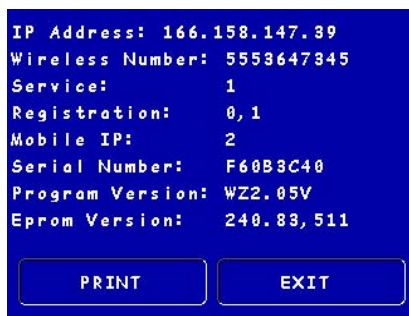 IP Address: 166.158.147.39
Wireless Number: 5553647345
Service: 1
Registration: 0,1
Mobile IP: 2
Serial Number: F60B3C40
Program Version: WZ2.05V
Eprom Version: 240.83,511
PRINT EXIT